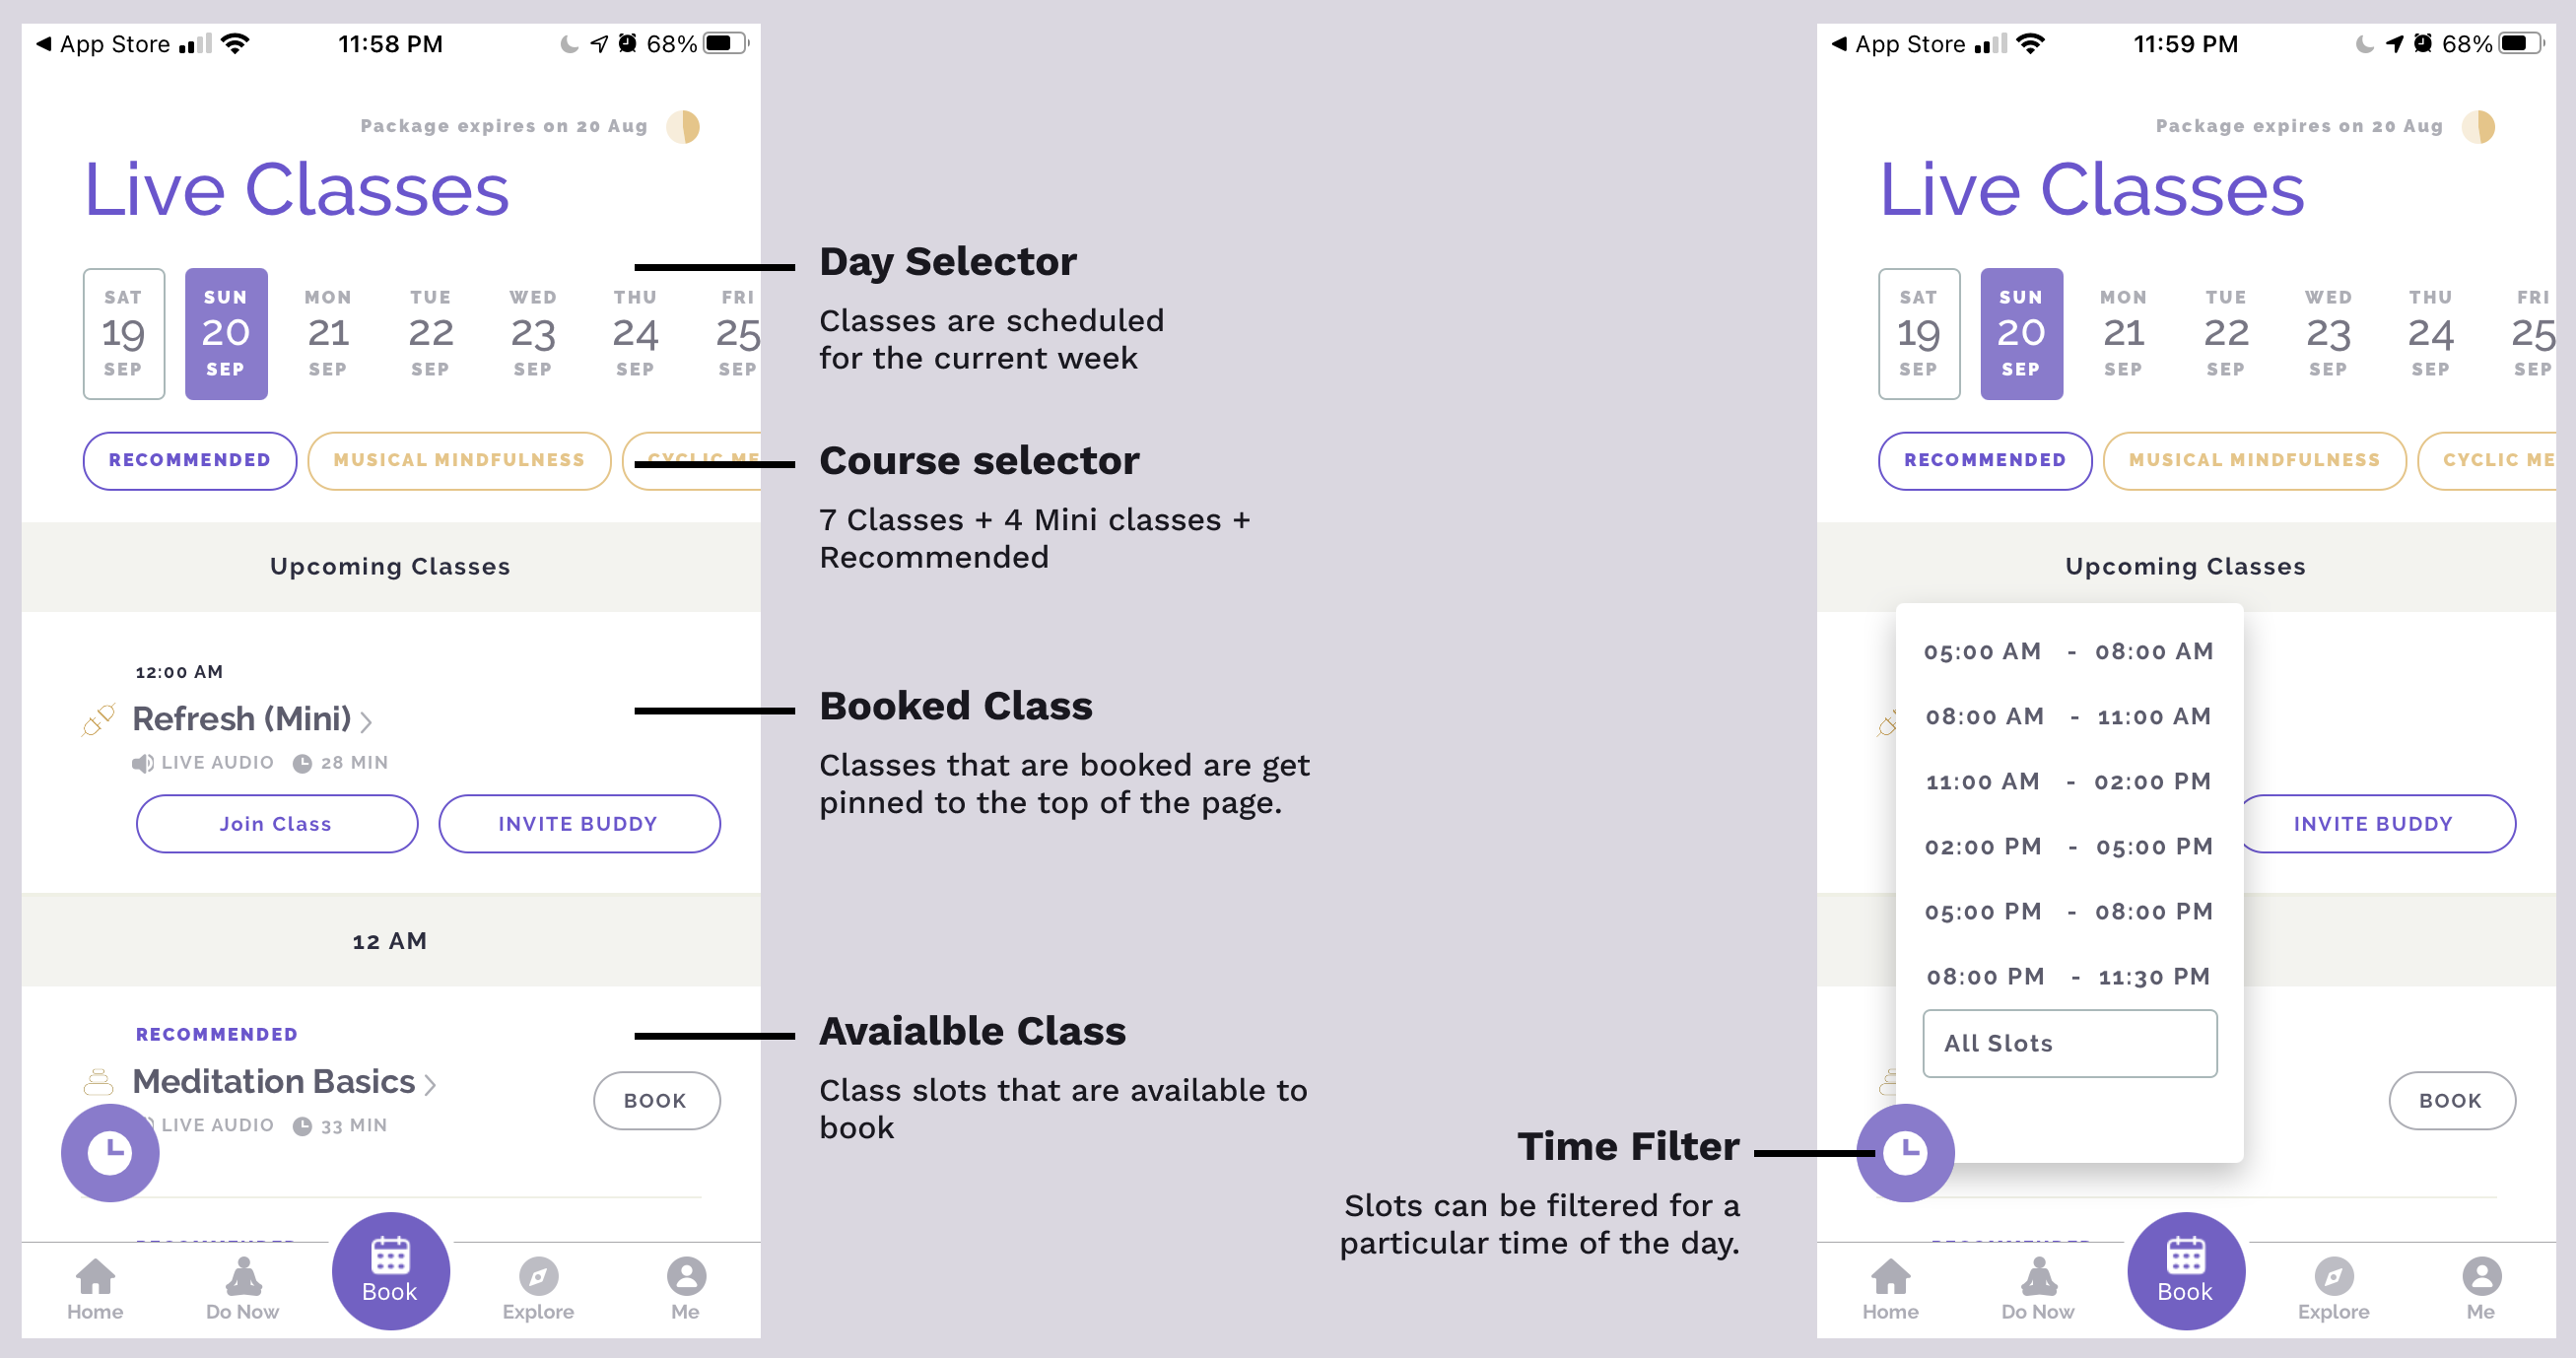 App Store
11:58 PM
68%
Package expires on 20 Aug
Live Classes
SAT SUN MON TUE WED THU FRI
19 20 21 22 23 24 25
SEP SEP SEP SEP SEP SEP SEP
RECOMMENDED MUSICAL MINDFULNESS CYCLIC ME
Upcoming Classes
12:00 AM
Refresh (Mini)
LIVE AUDIO 28 MIN
Join Class INVITE BUDDY
12 AM
RECOMMENDED
Meditation Basics
BOOK
LIVE AUDIO 33 MIN
RECOMMENDED
Home Do Now Book Explore Me
Day Selector
Classes are scheduled
for the current week
Course selector
7 Classes + 4 Mini classes +
Recommended
Booked Class
Classes that are booked are get
pinned to the top of the page.
Avaialble Class
Class slots that are available to
book
Time Filter
Slots can be filtered for a
particular time of the day.
App Store
11:59 PM
68%
Package expires on 20 Aug
Live Classes
SAT SUN MON TUE WED THU FRI
19 20 21 22 23 24 25
SEP SEP SEP SEP SEP SEP SEP
RECOMMENDED MUSICAL MINDFULNESS CYCLIC ME
Upcoming Classes
05:00 AM - 08:00 AM
08:00 AM - 11:00 AM
11:00 AM - 02:00 PM
02:00 PM - 05:00 PM
05:00 PM - 08:00 PM
08:00 PM - 11:30 PM
All Slots
INVITE BUDDY
BOOK
RECOMMENDED
Home Do Now Book Explore Me